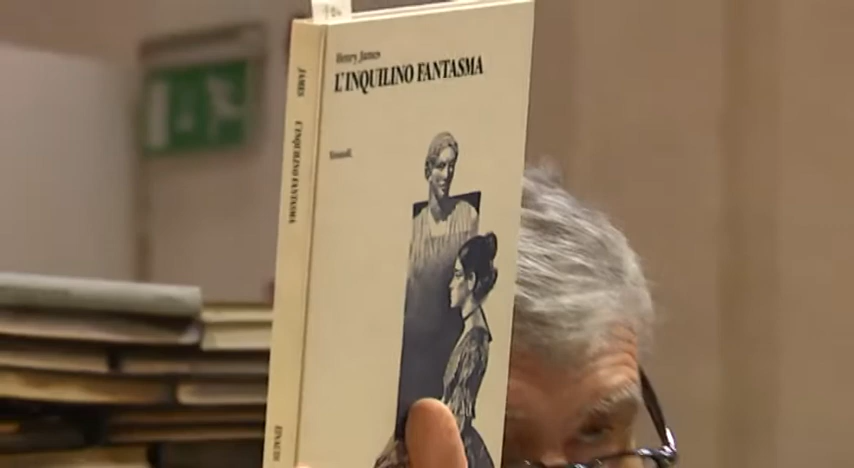 Henry James
L'INQUILINO FANTASMA
Einaudi
JAMES L'INQUILINO FANTASMA EINAUDI